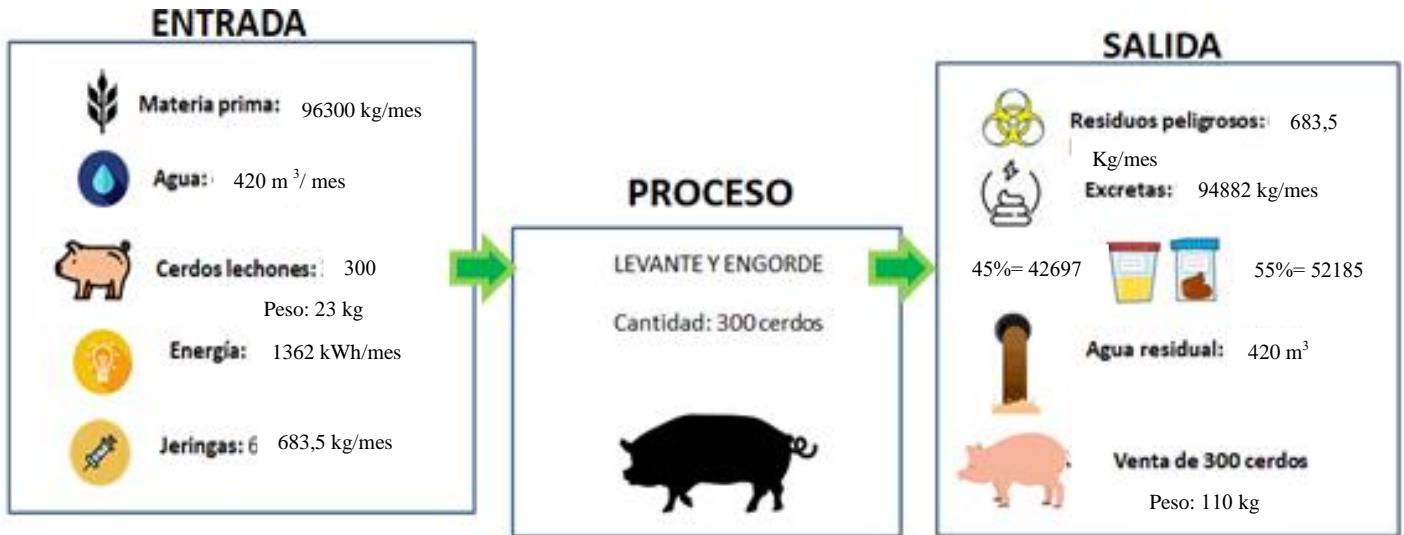 ENTRADA
Materia prima: 96300 kg/mes
Agua: 420 m ³/ mes
Cerdos lechones: 300
Peso: 23 kg
Energía: 1362 kWh/mes
Jeringas: 6 683,5 kg/mes
PROCESO
LEVANTE Y ENGORDE
Cantidad: 300 cerdos
SALIDA
Residuos peligrosos: 683,5
Kg/mes
Excretas: 94882 kg/mes
45%= 42697 55%= 52185
Agua residual: 420 m³
Venta de 300 cerdos
Peso: 110 kg